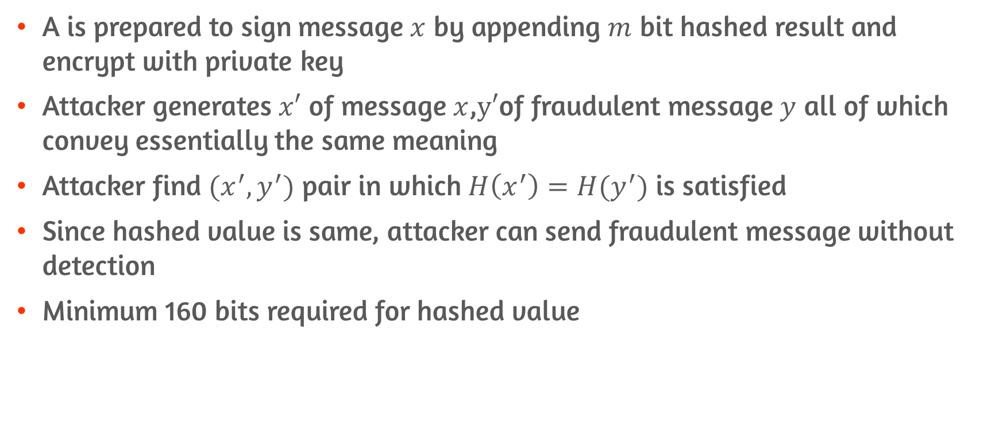 • A is prepared to sign message x by appending m bit hashed result and
encrypt with private key
• Attacker generates x′ of message x,y′of fraudulent message y all of which
convey essentially the same meaning
• Attacker find (x′, y′) pair in which H(x′) = H(y′) is satisfied
• Since hashed value is same, attacker can send fraudulent message without
detection
• Minimum 160 bits required for hashed value